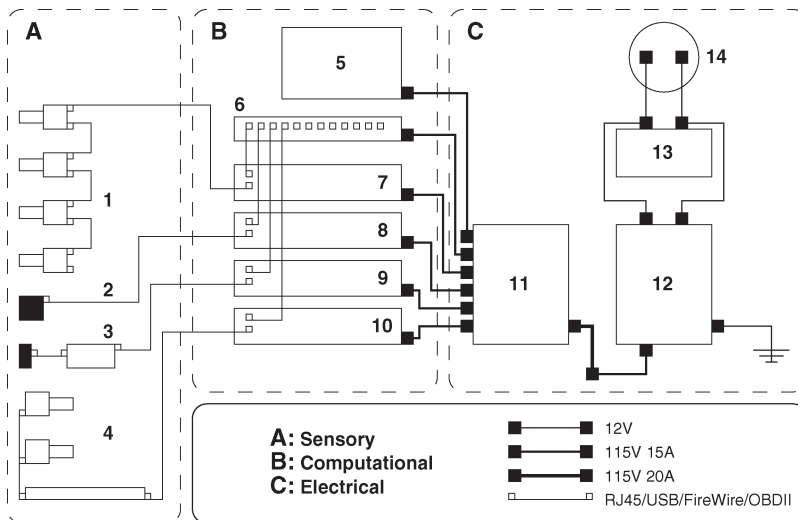 A
B
C
1
2
3
4
5
6
7
8
9
10
11
12
13
14
A: Sensory
B: Computational
C: Electrical
12V
115V 15A
115V 20A
RJ45/USB/FireWire/OBDII